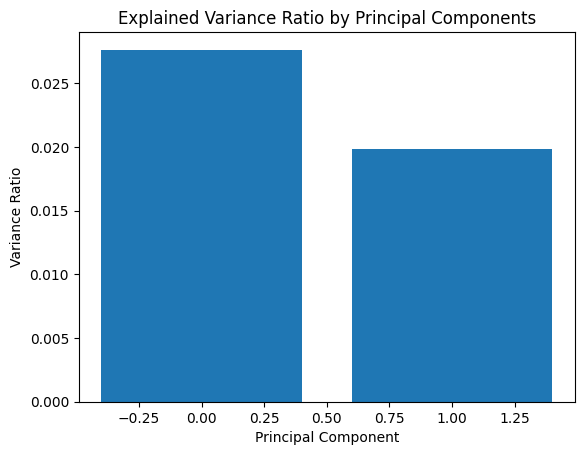 Explained Variance Ratio by Principal Components
Variance Ratio
0.025
0.020
0.015
0.010
0.005
0.000
−0.25 0.00 0.25 0.50 0.75 1.00 1.25
Principal Component